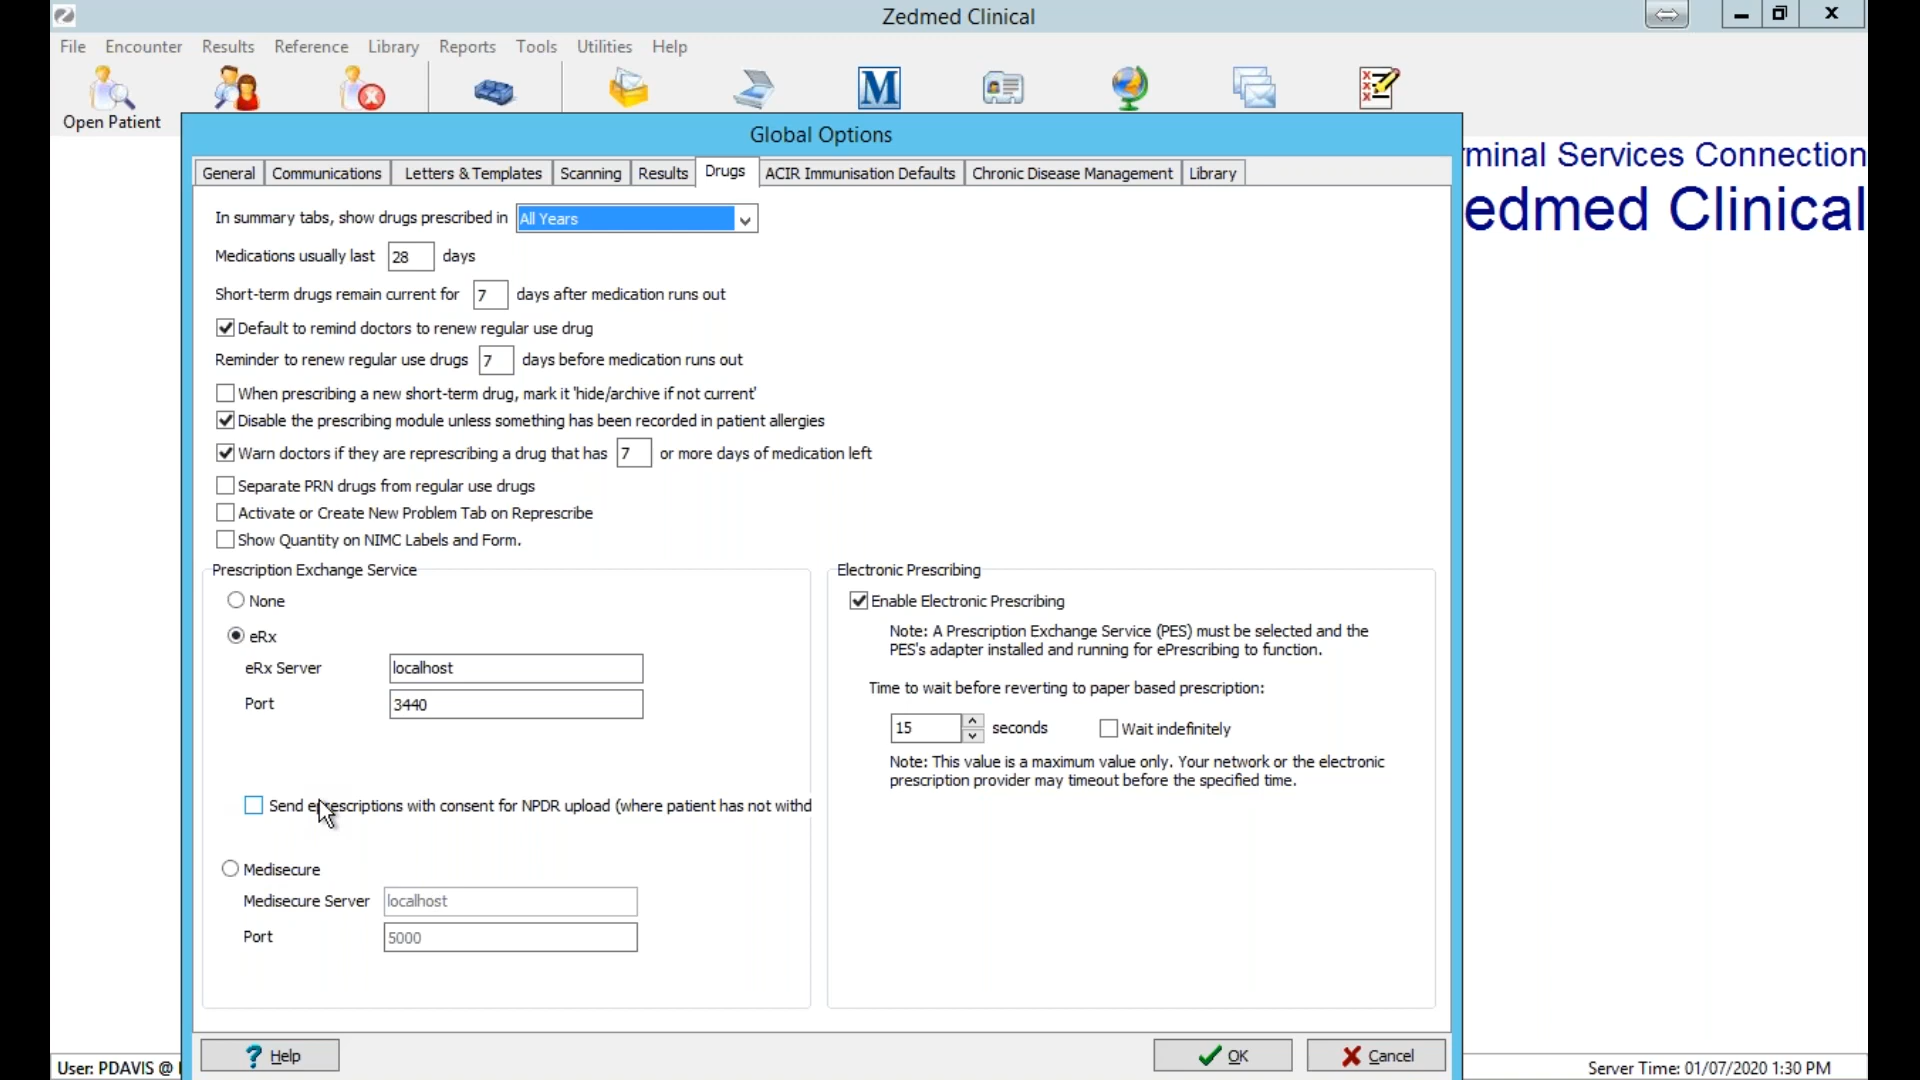 Zedmed Clinical
File Encounter Results Reference Library Reports Tools Utilities Help
M
Open Patient
Global Options
rminal Services Connection
edmed Clinical
General Communications Letters & Templates Scanning Results Drugs ACIR Immunisation Defaults Chronic Disease Management Library
In summary tabs, show drugs prescribed in All Years
Medications usually last 28 days
Short-term drugs remain current for 7 days after medication runs out
Default to remind doctors to renew regular use drug
Reminder to renew regular use drugs 7 days before medication runs out
When prescribing a new short-term drug, mark it 'hide/archive if not current'
Disable the prescribing module unless something has been recorded in patient allergies
Warn doctors if they are represcribing a drug that has 7 or more days of medication left
Separate PRN drugs from regular use drugs
Activate or Create New Problem Tab on Represcribe
Show Quantity on NIMC Labels and Form.
Prescription Exchange Service
None
eRx
eRx Server localhost
Port 3440
Send eprescriptions with consent for NPDR upload (where patient has not withd
Medisecure
Medisecure Server localhost
Port 5000
Electronic Prescribing
Enable Electronic Prescribing
Note: A Prescription Exchange Service (PES) must be selected and the
PES's adapter installed and running for ePrescribing to function.
Time to wait before reverting to paper based prescription:
15 seconds Wait indefinitely
Note: This value is a maximum value only. Your network or the electronic
prescription provider may timeout before the specified time.
Help OK Cancel
User: PDAVIS @
Server Time: 01/07/2020 1:30 PM